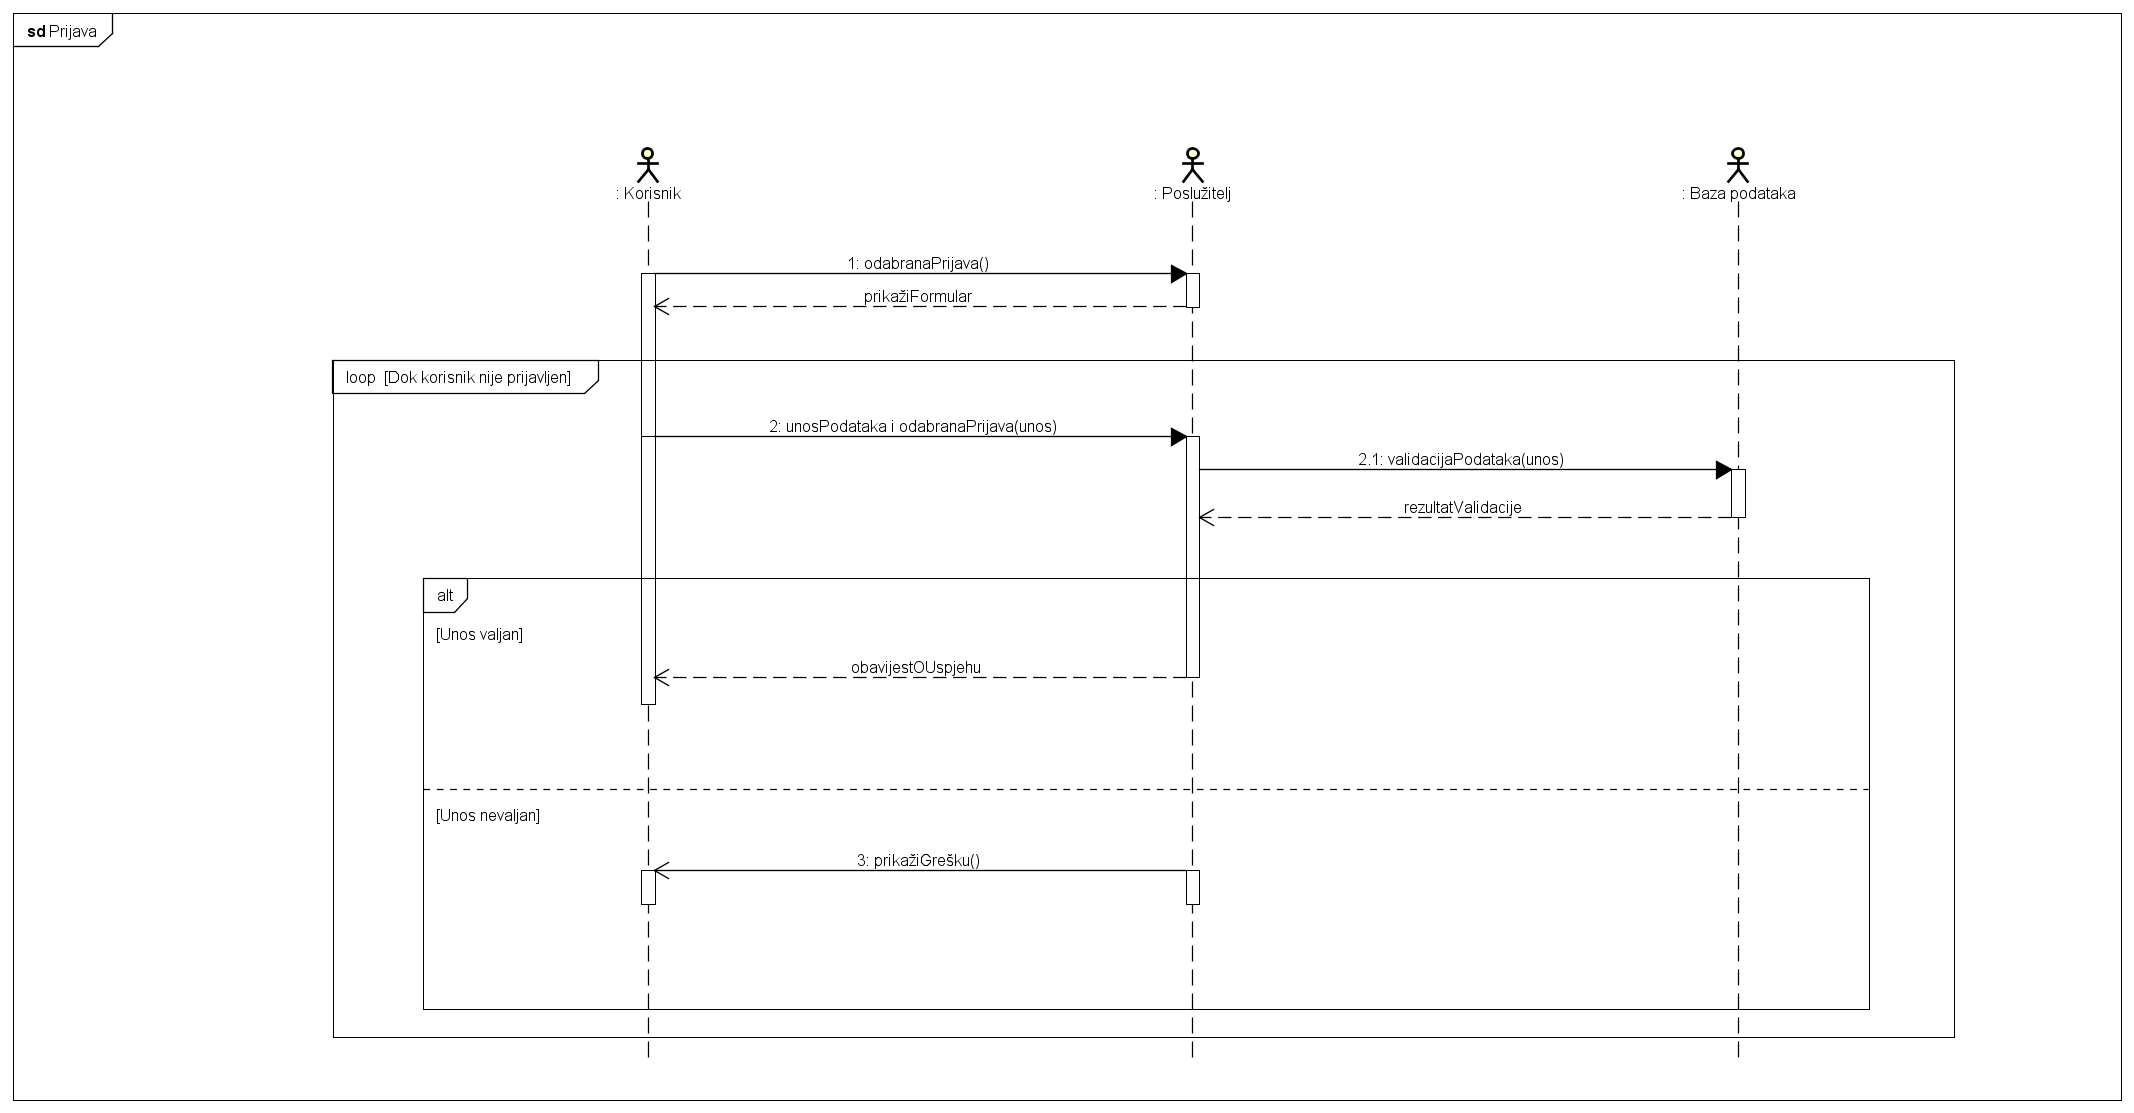 sd Prijava
: Korisnik
: Poslužitelj
: Baza podataka
1: odabranaPrijava()
prikažiFormular
loop [Dok korisnik nije prijavljen]
2: unosPodataka i odabranaPrijava(unos)
2.1: validacijaPodataka(unos)
rezultatValidacije
alt
[Unos valjan]
obavijestOUspjehu
[Unos nevaljan]
3: prikažiGrešku()